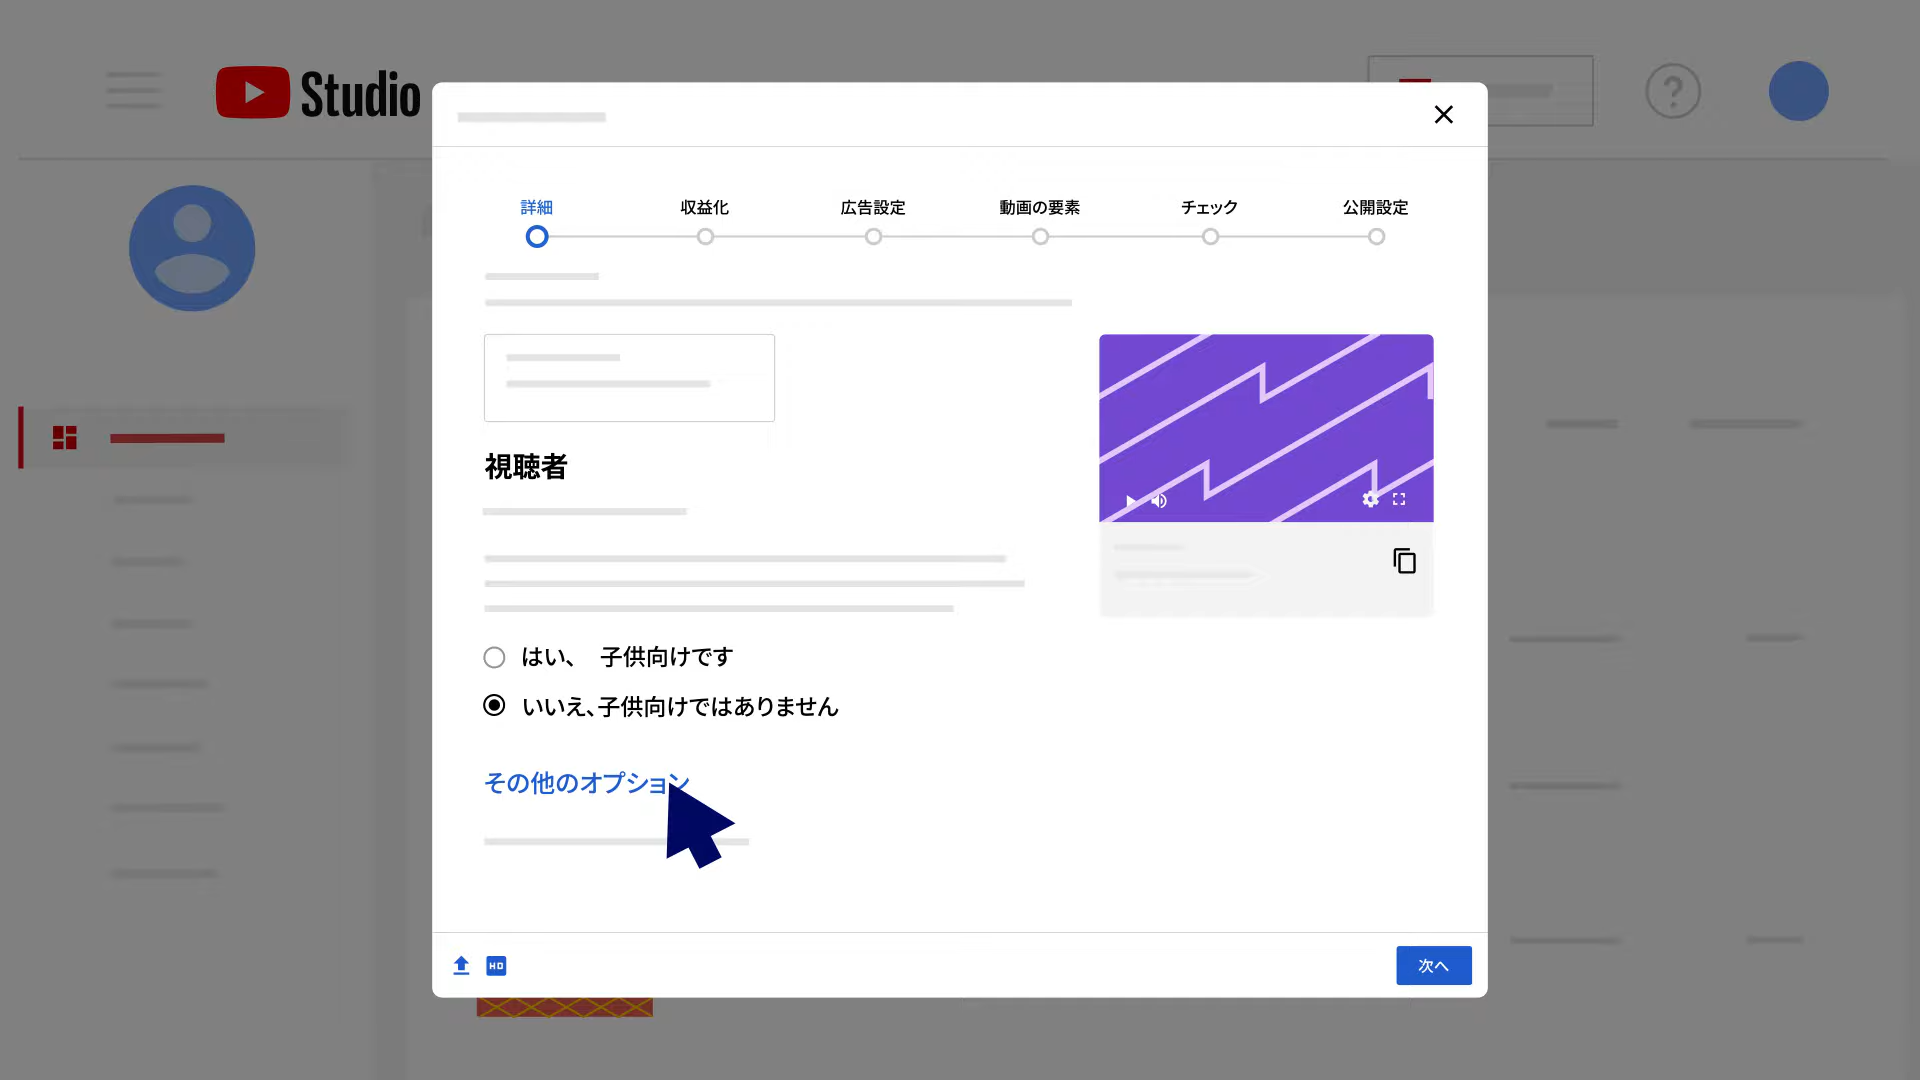 Studio
詳細
収益化
広告設定
動画の要素
チェック
公開設定
視聴者
はい、 子供向けです
いいえ、子供向けではありません
その他のオプション
HD
次へ